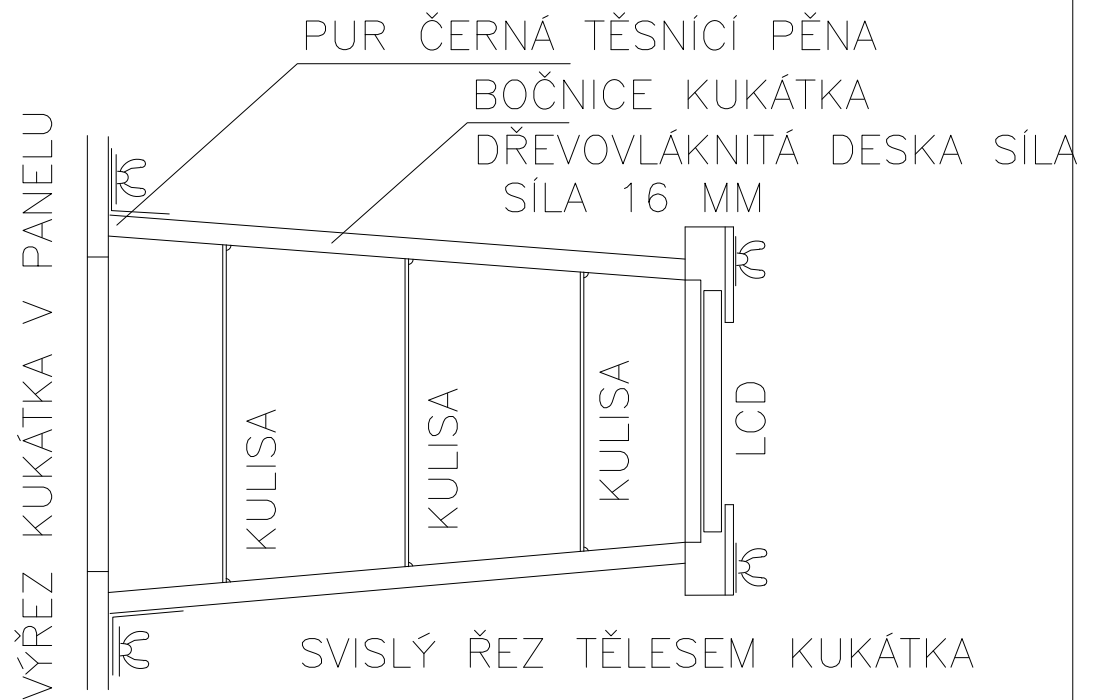 PUR ČERNÁ TĚSNÍCÍ PĚNA
BOČNICE KUKÁTKA
DŘEVOVLÁKNITÁ DESKA SÍLA
SÍLA 16 MM
VÝŘEZ KUKÁTKA V PANELU
KULISA
KULISA
KULISA
LCD
SVISLÝ ŘEZ TĚLESEM KUKÁTKA